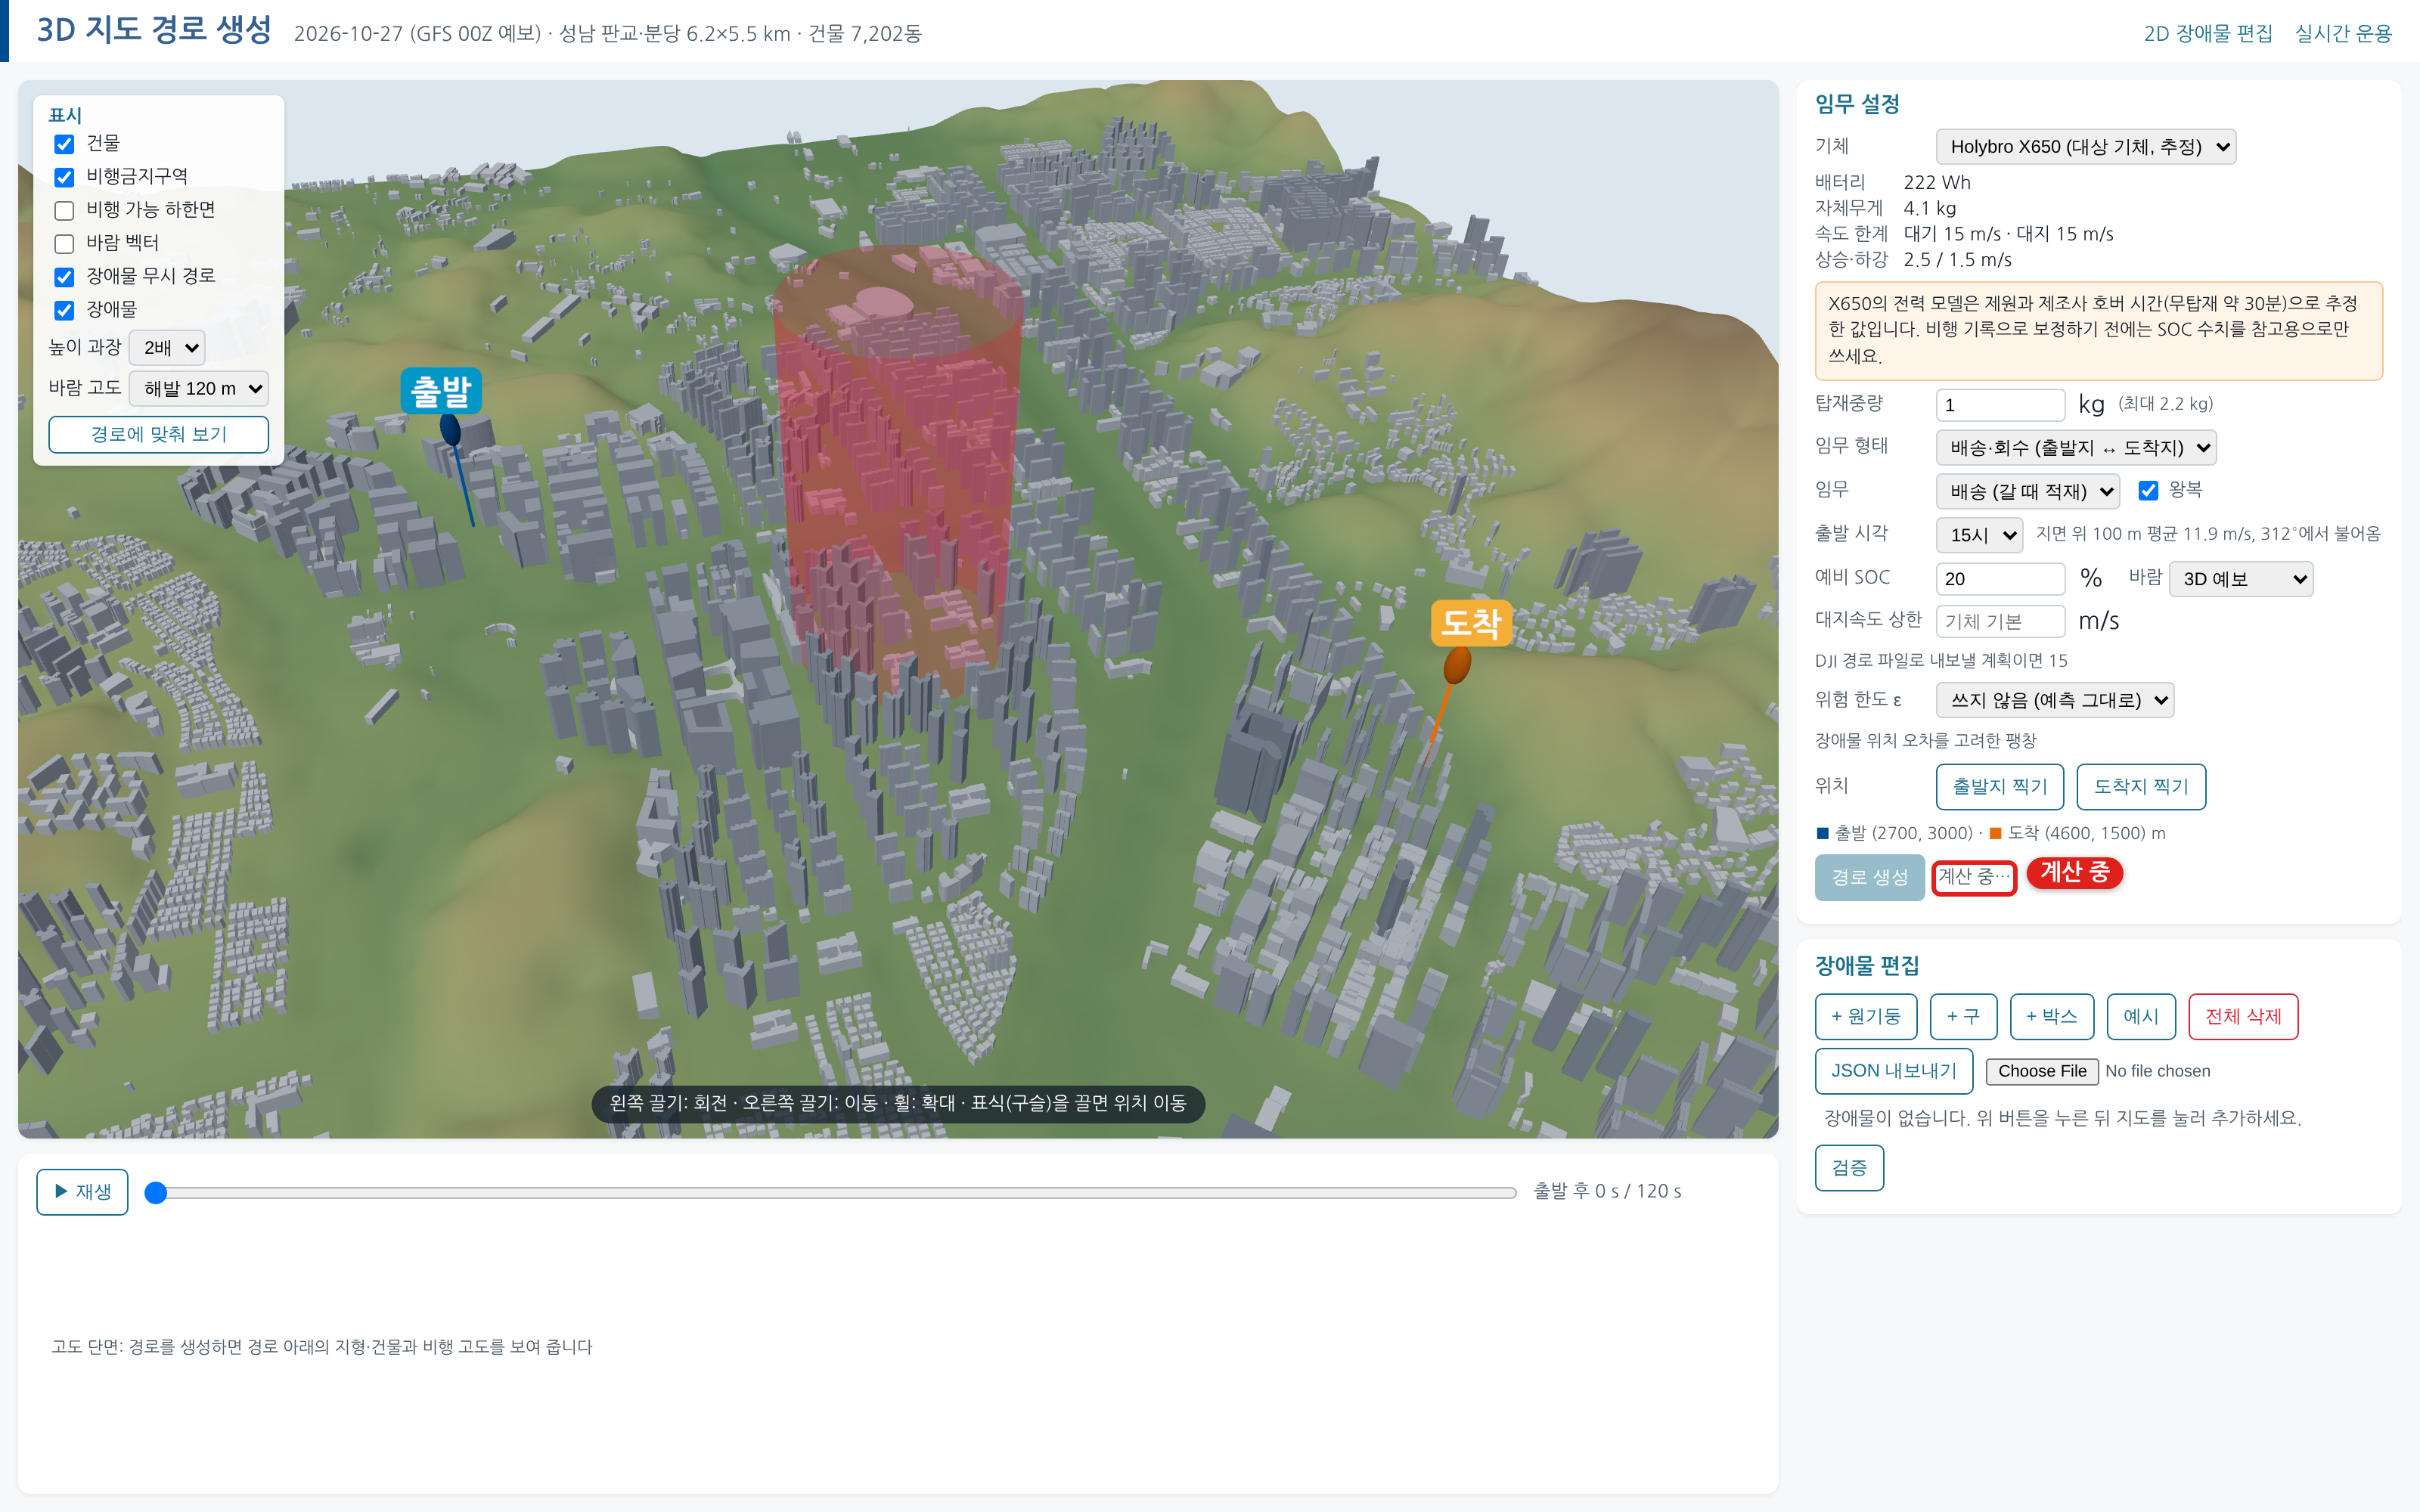 3D 지도 경로 생성 2026-10-27 (GFS 00Z 예보) · 성남 판교·분당 6.2×5.5 km · 건물 7,202동
2D 장애물 편집 실시간 운용
표시
건물
비행금지구역
비행 가능 하한면
바람 벡터
장애물 무시 경로
장애물
높이 과장 2배
바람 고도 해발 120 m
경로에 맞춰 보기
출발
도착
왼쪽 끌기: 회전 · 오른쪽 끌기: 이동 · 휠: 확대 · 표식(구슬)을 끌면 위치 이동
▶ 재생
출발 후 0 s / 120 s
고도 단면: 경로를 생성하면 경로 아래의 지형·건물과 비행 고도를 보여 줍니다
임무 설정
기체 Holybro X650 (대상 기체, 추정)
배터리 222 Wh
자체무게 4.1 kg
속도 한계 대기 15 m/s · 대지 15 m/s
상승·하강 2.5 / 1.5 m/s
X650의 전력 모델은 제원과 제조사 호버 시간(무탑재 약 30분)으로 추정
한 값입니다. 비행 기록으로 보정하기 전에는 SOC 수치를 참고용으로만
쓰세요.
탑재중량 1 kg (최대 2.2 kg)
임무 형태 배송·회수 (출발지 ↔ 도착지)
임무 배송 (갈 때 적재) 왕복
출발 시각 15시 지면 위 100 m 평균 11.9 m/s, 312°에서 불어옴
예비 SOC 20 % 바람 3D 예보
대지속도 상한 기체 기본 m/s
DJI 경로 파일로 내보낼 계획이면 15
위험 한도 ε 쓰지 않음 (예측 그대로)
장애물 위치 오차를 고려한 팽창
위치 출발지 찍기 도착지 찍기
출발 (2700, 3000) · 도착 (4600, 1500) m
경로 생성 계산 중… 계산 중
장애물 편집
+ 원기둥 + 구 + 박스 예시 전체 삭제
JSON 내보내기 Choose File No file chosen
장애물이 없습니다. 위 버튼을 누른 뒤 지도를 눌러 추가하세요.
검증